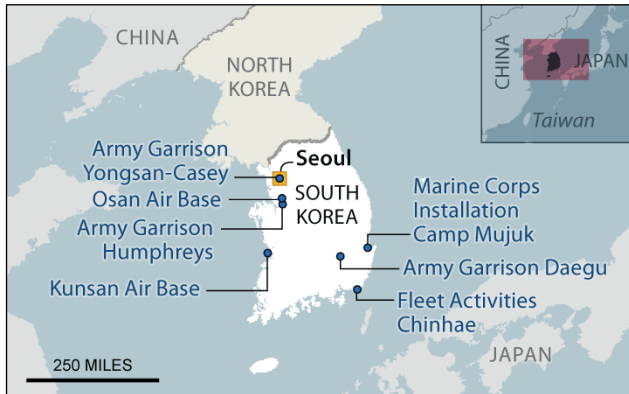 CHINA
NORTH
KOREA
CHINA
JAPAN
Taiwan
Army Garrison
Yongsan-Casey
Seoul
Osan Air Base
SOUTH
KOREA
Army Garrison
Humphreys
Kunsan Air Base
Marine Corps
Installation
Camp Mujuk
Army Garrison Daegu
Fleet Activities
Chinhae
JAPAN
250 MILES